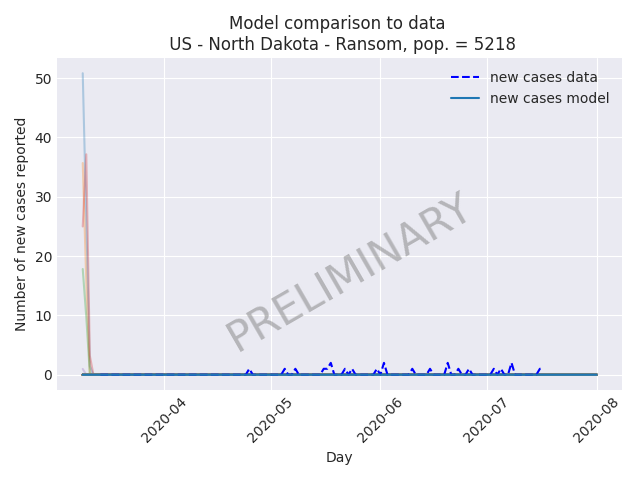 Model comparison to data
US - North Dakota - Ransom, pop. = 5218
new cases data
new cases model
Number of new cases reported
50
40
30
20
10
0
PRELIMINARY
2020-04
2020-05
2020-06
2020-07
2020-08
Day